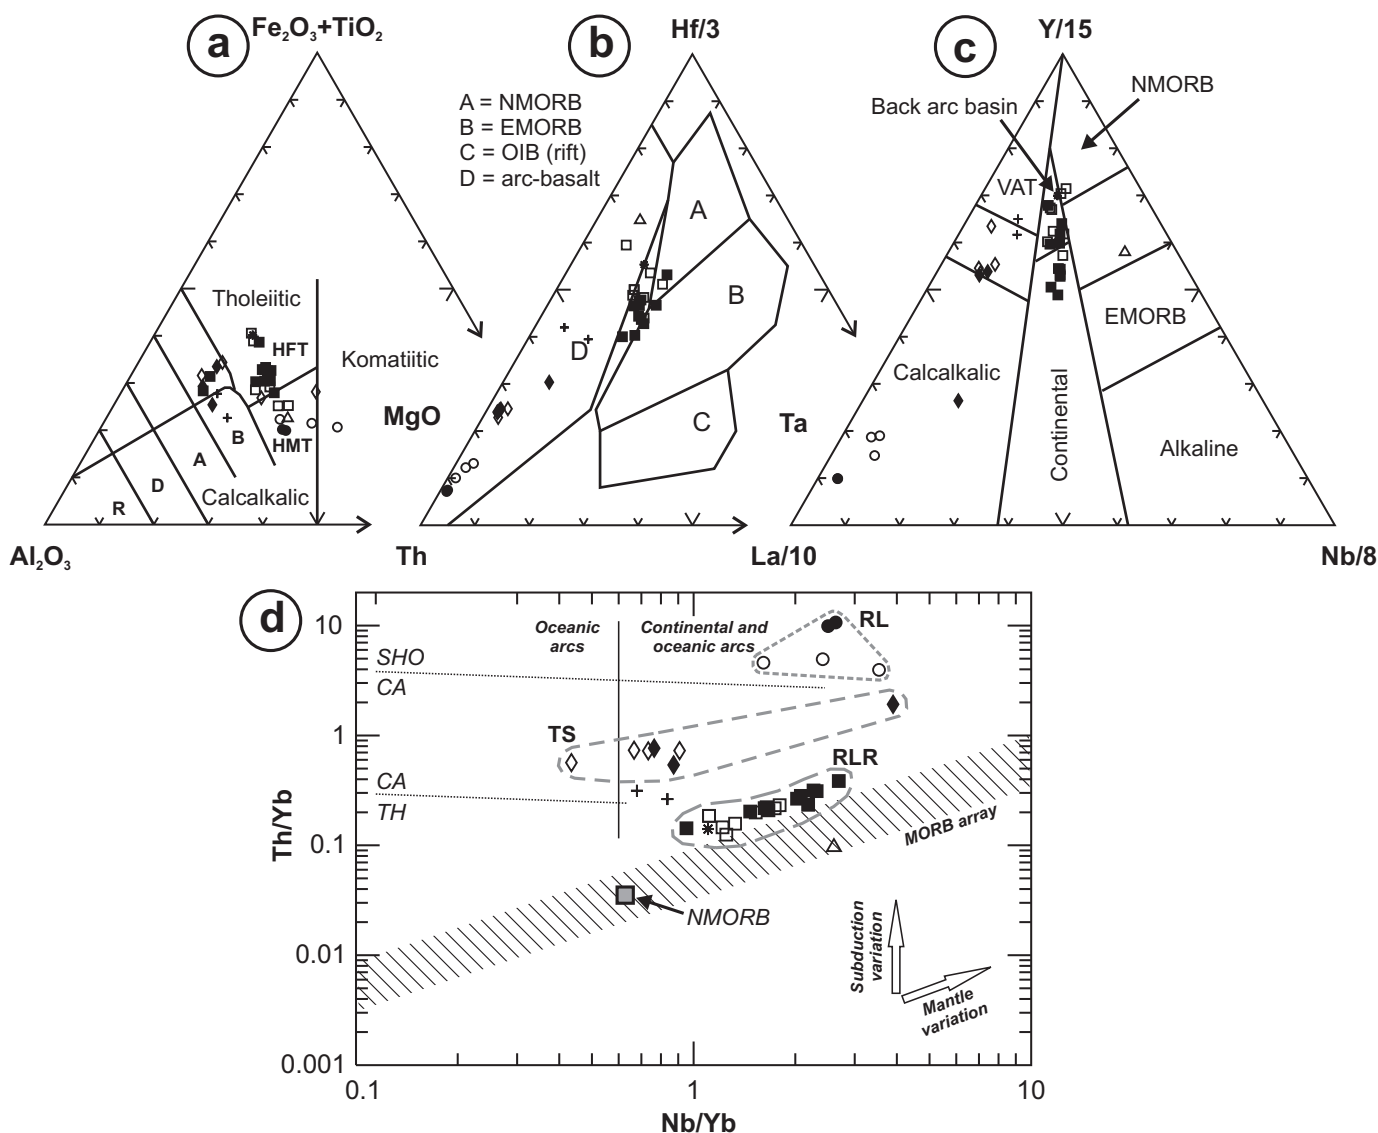 a
Fe₂O₃+TiO₂
Tholeiitic
HFT
Komatiitic
HMT
B
A
D
R
Calcalkalic
Al₂O₃
MgO
b
Hf/3
A = NMORB
B = EMORB
C = OIB (rift)
D = arc-basalt
A
B
D
C
Th
Ta
c
Y/15
NMORB
Back arc basin
VAT
EMORB
Calcalkalic
Continental
Alkaline
La/10
Nb/8
d
10
1
0.1
0.01
0.001
Th/Yb
Oceanic
arcs
Continental and
oceanic arcs
RL
SHO
CA
TS
RLR
CA
TH
MORB array
NMORB
Subduction
variation
Mantle
variation
0.1
1
10
Nb/Yb